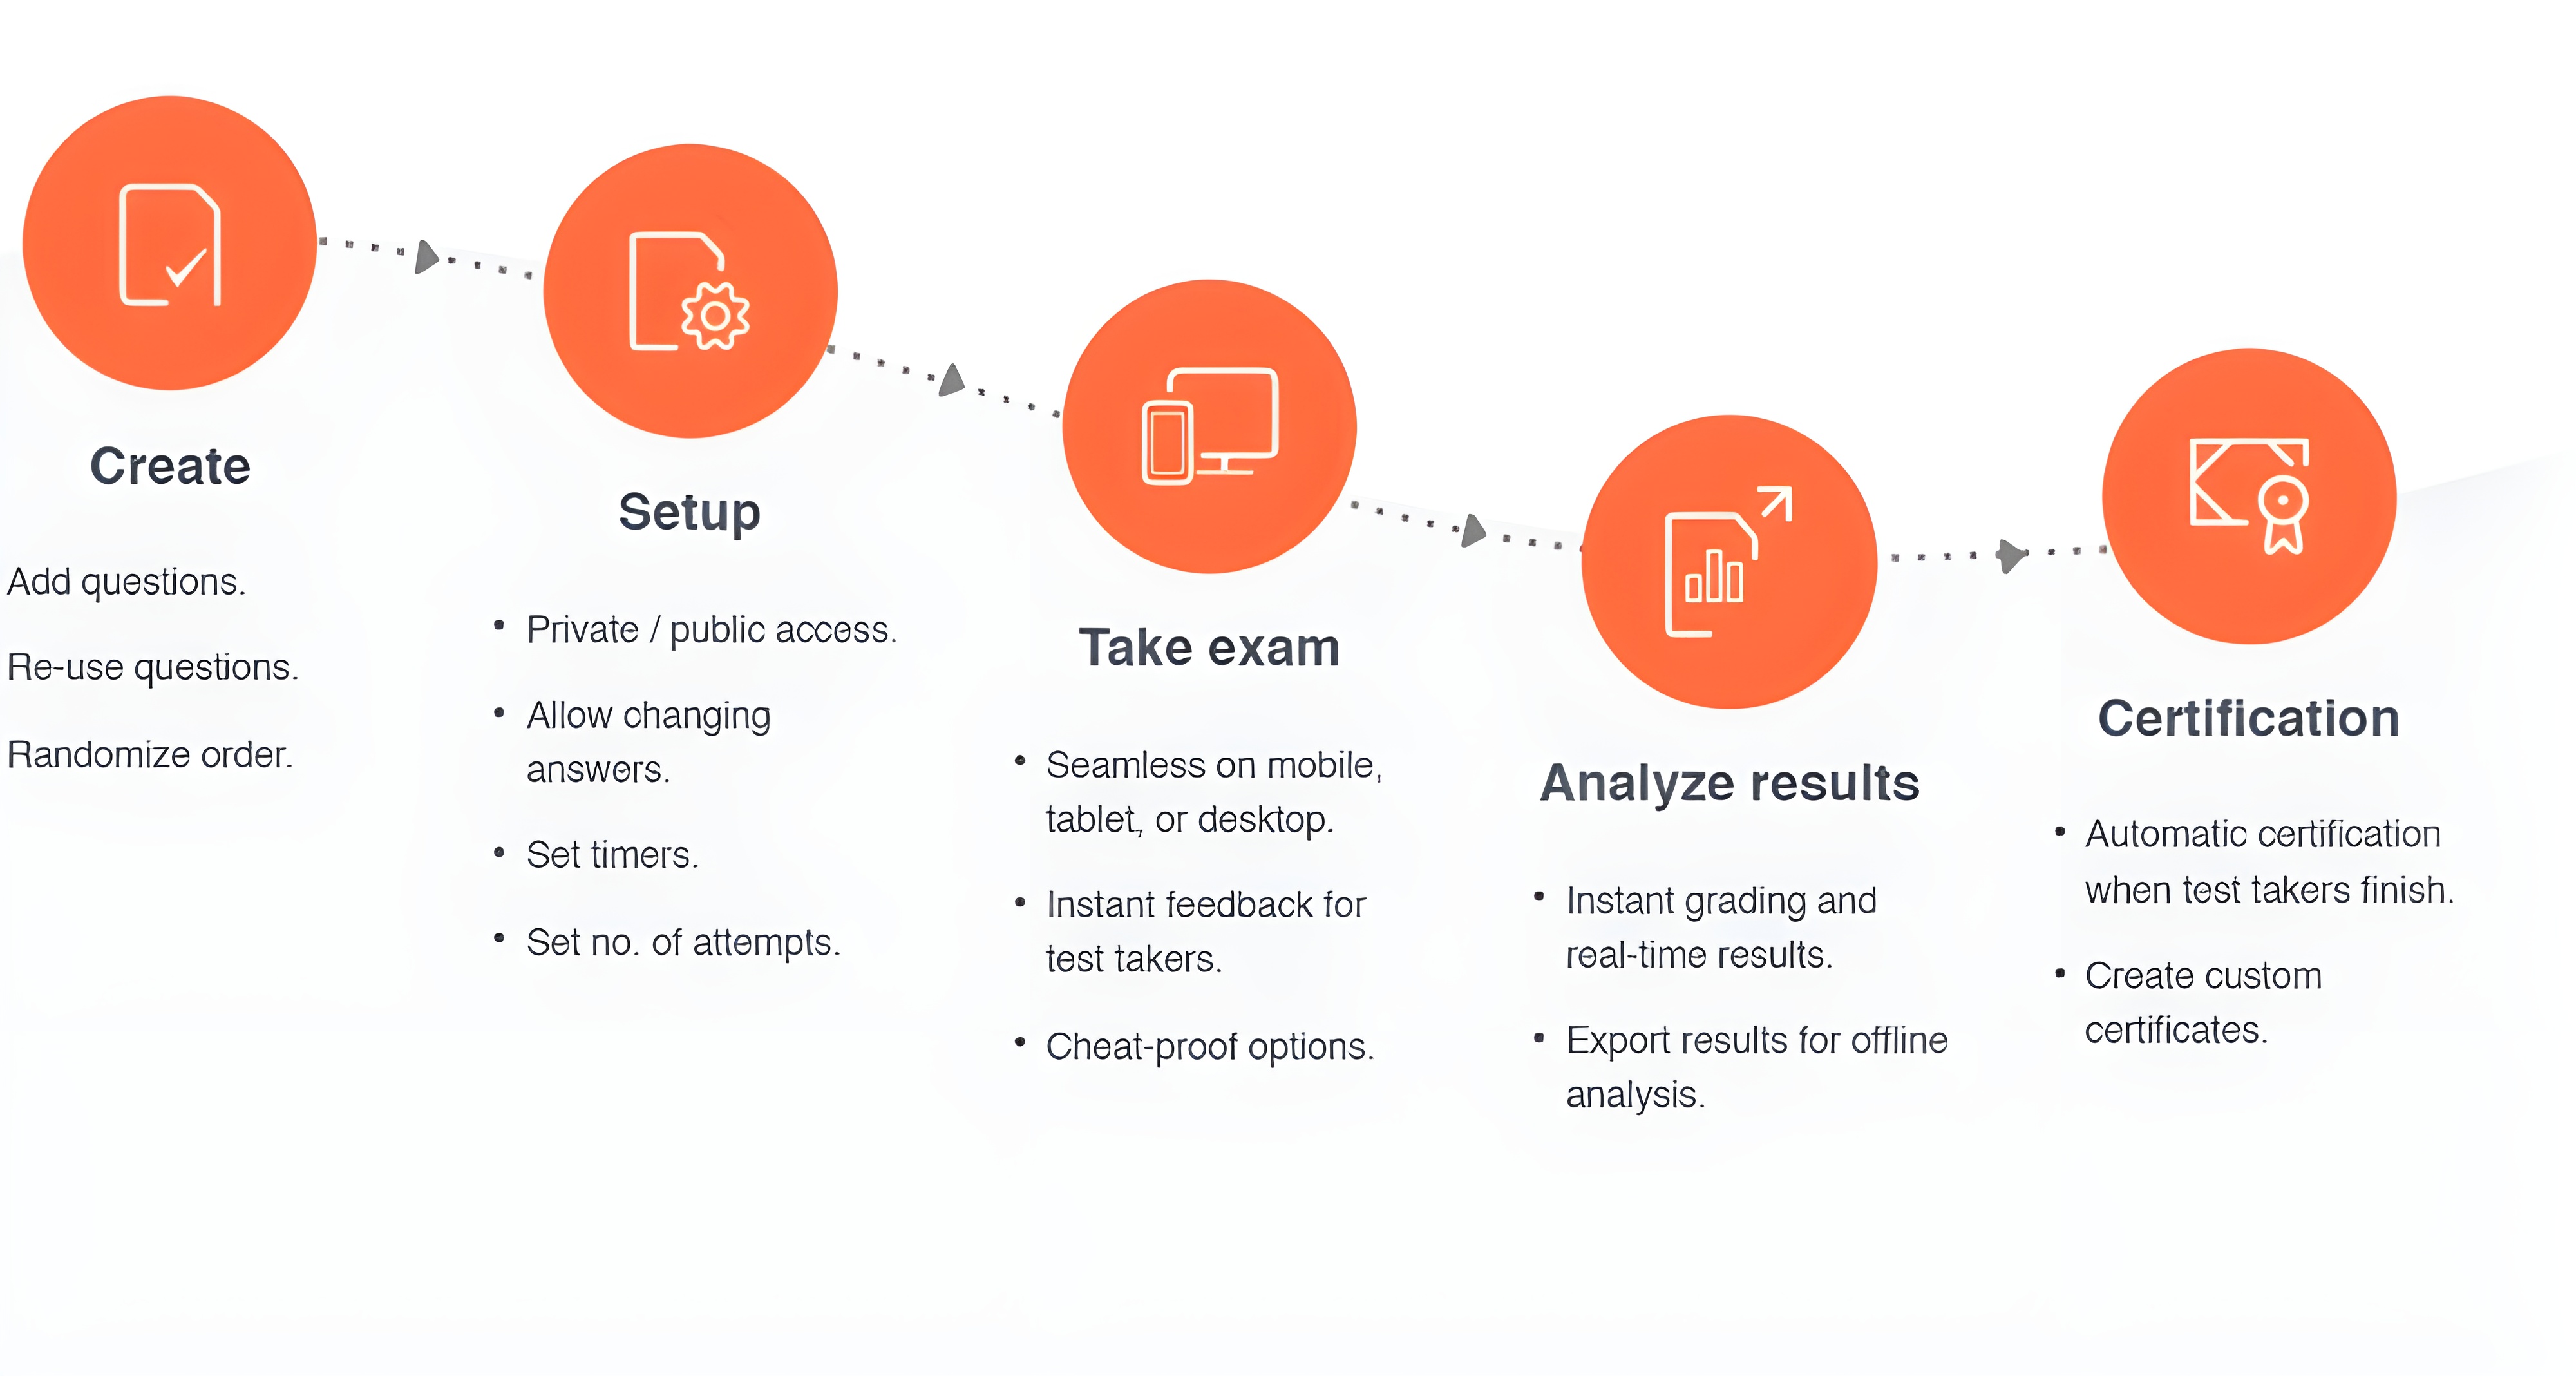 Create
Add questions.
Re-use questions.
Randomize order.
Setup
• Private / public access.
• Allow changing
answers.
• Set timers.
• Set no. of attempts.
Take exam
• Seamless on mobile,
tablet, or desktop.
• Instant feedback for
test takers.
• Cheat-proof options.
Analyze results
• Instant grading and
real-time results.
• Export results for offline
analysis.
Certification
• Automatic certification
when test takers finish.
• Create custom
certificates.